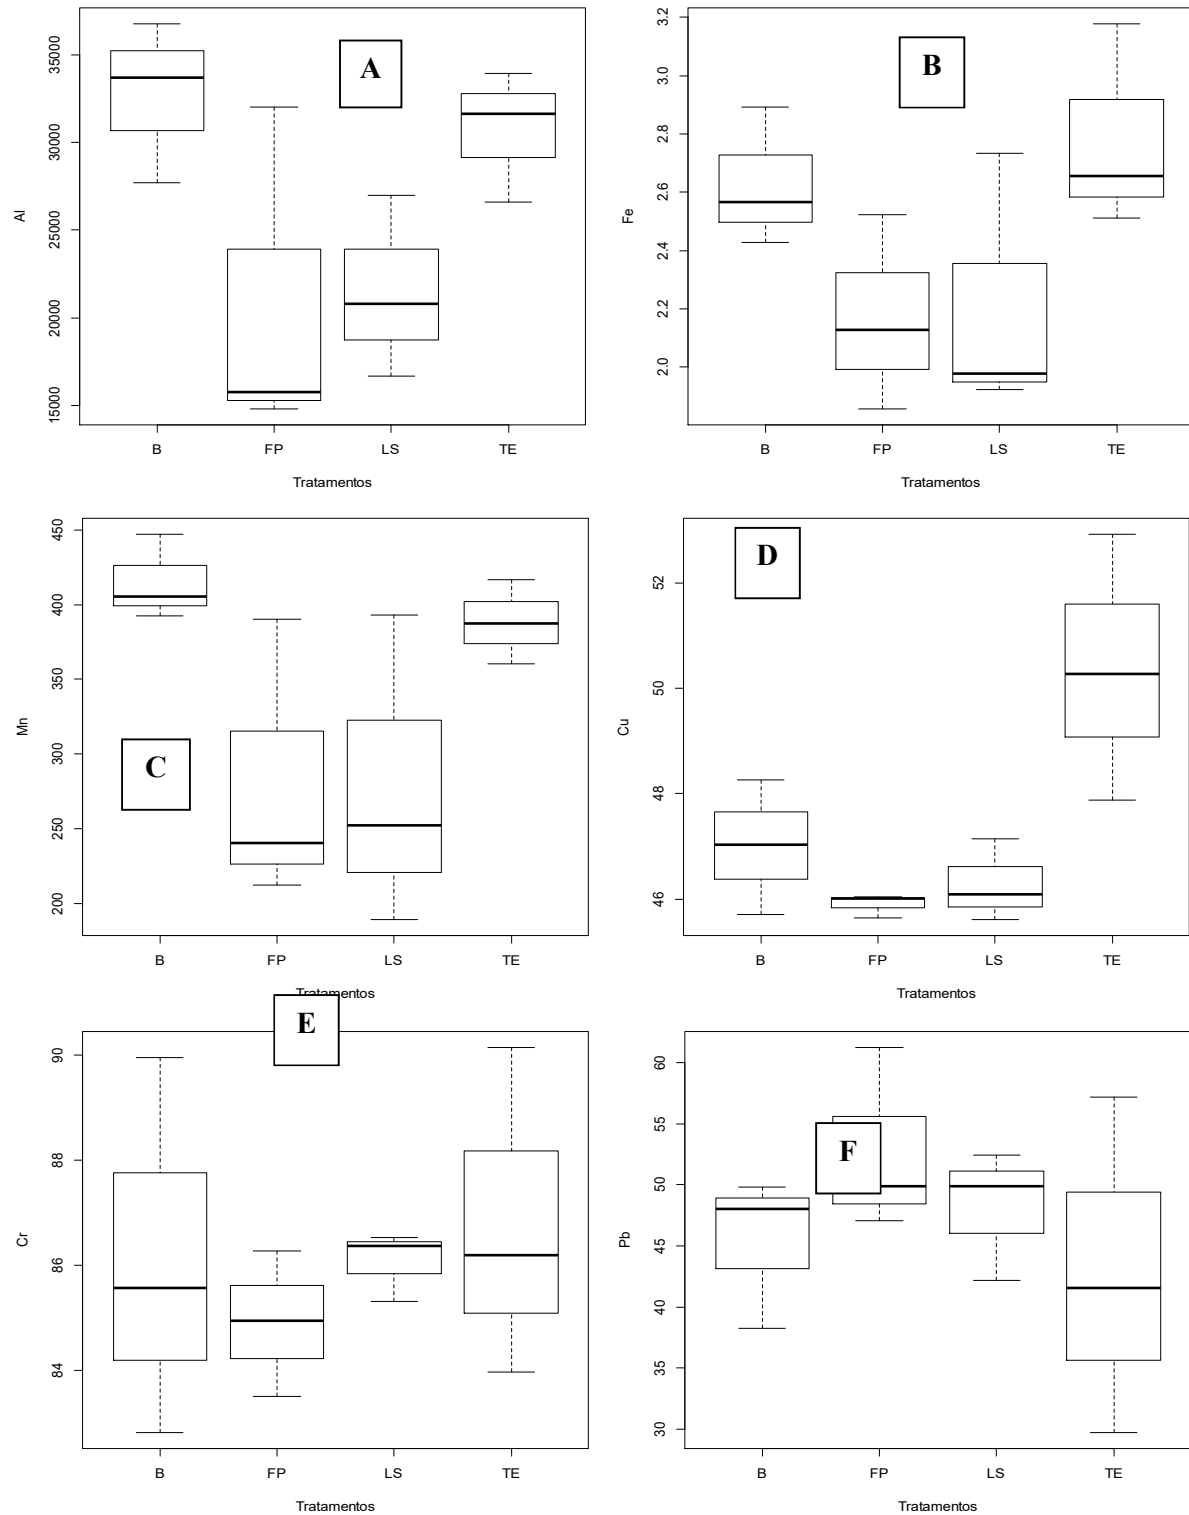 A
Al
35000
30000
25000
20000
15000
B FP LS TE
Tratamentos
B
Fe
3.2
3.0
2.8
2.6
2.4
2.2
2.0
B FP LS TE
Tratamentos
C
Mn
450
400
350
300
250
200
B FP LS TE
Tratamentos
D
Cu
52
50
48
46
B FP LS TE
Tratamentos
E
Cr
90
88
86
84
B FP LS TE
Tratamentos
F
Pb
60
55
50
45
40
35
30
B FP LS TE
Tratamentos